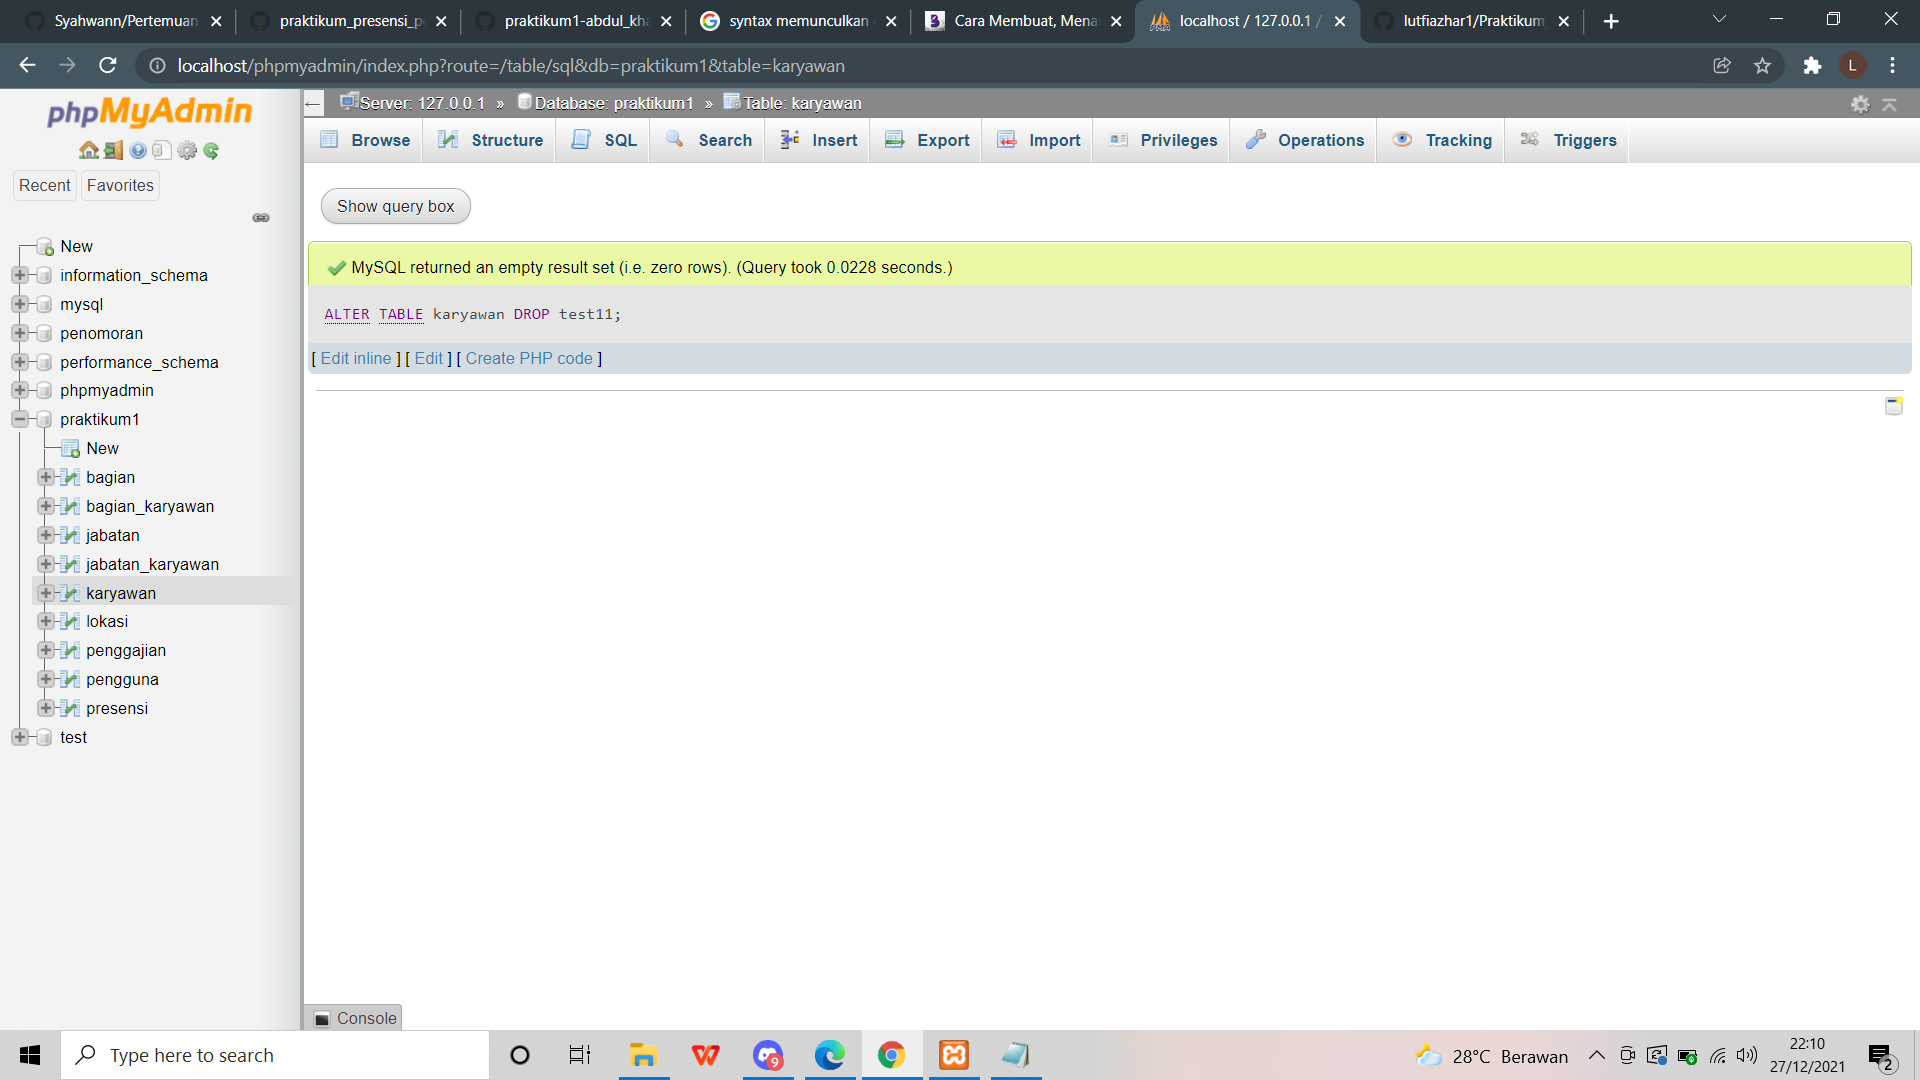 Syahwann/Pertemuan
praktikum_presensi_p
praktikum1-abdul_kha
syntax memunculkan
Cara Membuat, Mena
localhost / 127.0.0.1 /
lutfiazhar1/Praktikum_
localhost/phpmyadmin/index.php?route=/table/sql&db=praktikum1&table=karyawan
L
phpMyAdmin
Recent
Favorites
New
information_schema
mysql
penomoran
performance_schema
phpmyadmin
praktikum1
New
bagian
bagian_karyawan
jabatan
jabatan_karyawan
karyawan
lokasi
penggajian
pengguna
presensi
test
Server: 127.0.0.1 » Database: praktikum1 » Table: karyawan
Browse
Structure
SQL
Search
Insert
Export
Import
Privileges
Operations
Tracking
Triggers
Show query box
MySQL returned an empty result set (i.e. zero rows). (Query took 0.0228 seconds.)
ALTER TABLE karyawan DROP test11;
[ Edit inline ] [ Edit ] [ Create PHP code ]
Console
Type here to search
9
28°C Berawan
22:10
27/12/2021
2